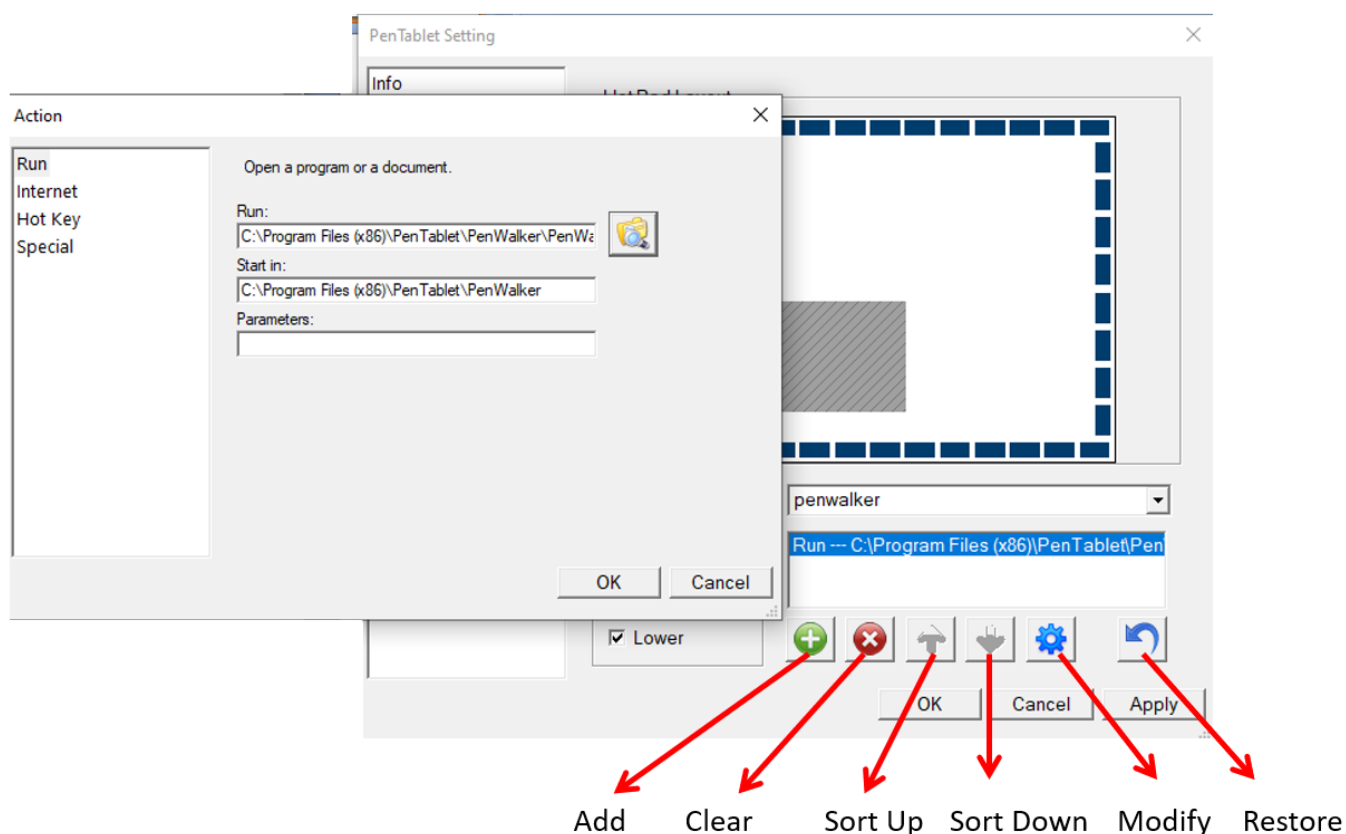 PenTablet Setting
Info
Action
Run
Internet
Hot Key
Special
Open a program or a document.
Run:
C:\Program Files (x86)\PenTablet\PenWalker\PenWa
Start in:
C:\Program Files (x86)\PenTablet\PenWalker
Parameters:
OK Cancel
penwalker
Run --- C:\Program Files (x86)\PenTablet\Pen
Lower
OK Cancel Apply
Add Clear Sort Up Sort Down Modify Restore